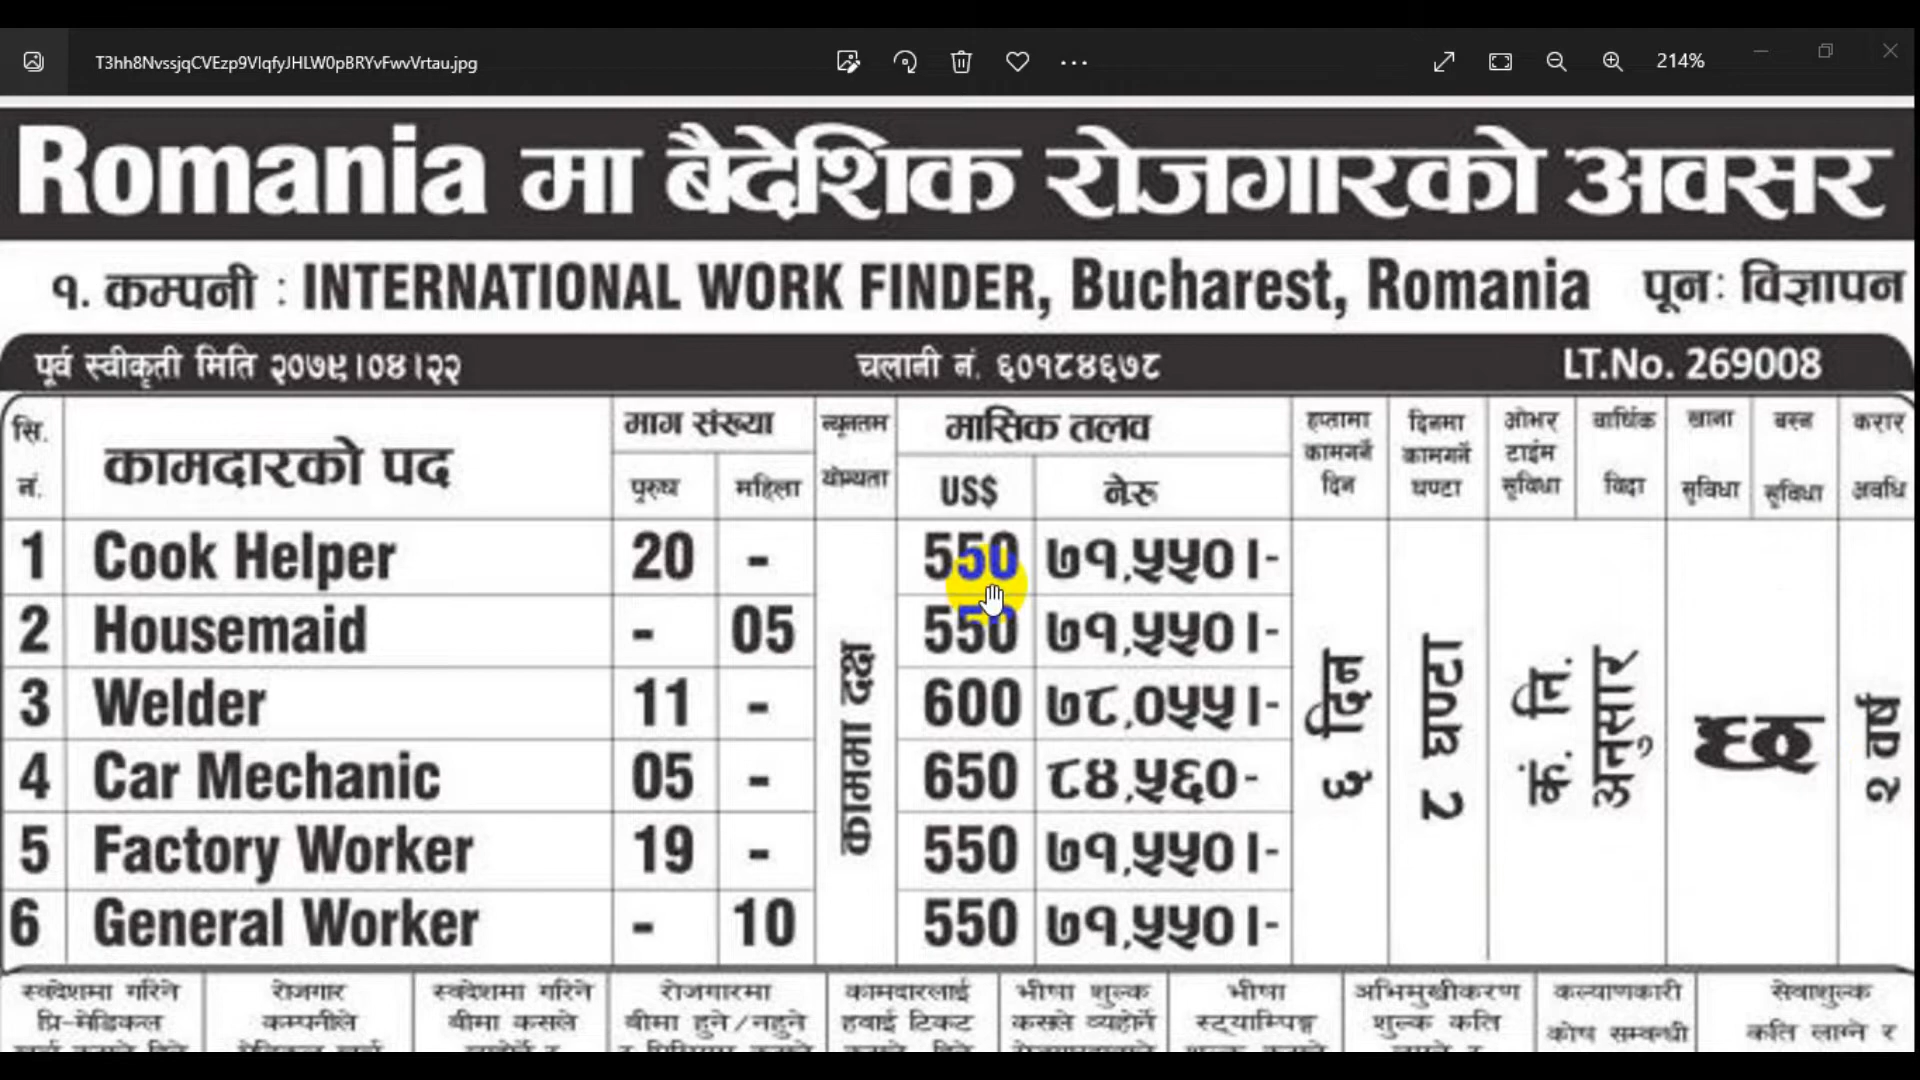 T3hh8NvssjqCVEzp9VlqfyJHLW0pBRYvFwvVrtau.jpg
214%
Romania मा बैदेशिक रोजगारको अवसर
१. कम्पनी : INTERNATIONAL WORK FINDER, Bucharest, Romania पून: विज्ञापन
पूर्व स्वीकृती मिति २०७९।०४।२२ चलानी नं. ६०१८४६७८ LT.No. 269008
सि. नं. कामदारको पद माग संख्या पुरुष महिला न्यूनतम योग्यता मासिक तलव US$ ने.रू हप्तामा कामगर्ने दिन दिनमा कामगर्ने घण्टा ओभर टाईम सुविधा वार्षिक विदा खाना सुविधा बस्न सूविधा करार अवधि
1 Cook Helper 20 - 550 ७१,५५०।-
2 Housemaid - 05 550 ७१,५५०।-
3 Welder 11 - 600 ७८,०५५।-
4 Car Mechanic 05 - 650 ८४,५६०-
5 Factory Worker 19 - 550 ७१,५५०।-
6 General Worker - 10 550 ७१,५५०।-
काममा दक्ष
६ दिन
८ घण्टा
कं. नि. अनुसार
छ
२ वर्ष
स्वदेशमा गरिने रोजगार स्वदेशमा गरिने रोजगारमा कामदारलाई भीषा शुल्क भीषा अभिमुखीकरण कल्याणकारी सेवाशुल्क
प्रि-मेडिकल कम्पनीले बीमा कसले बीमा हुने/नहुने हवाई टिकट कसले व्यहोर्ने स्ट्याम्पिङ्ग शुल्क कति कोष सम्बन्धी कति लाग्ने र